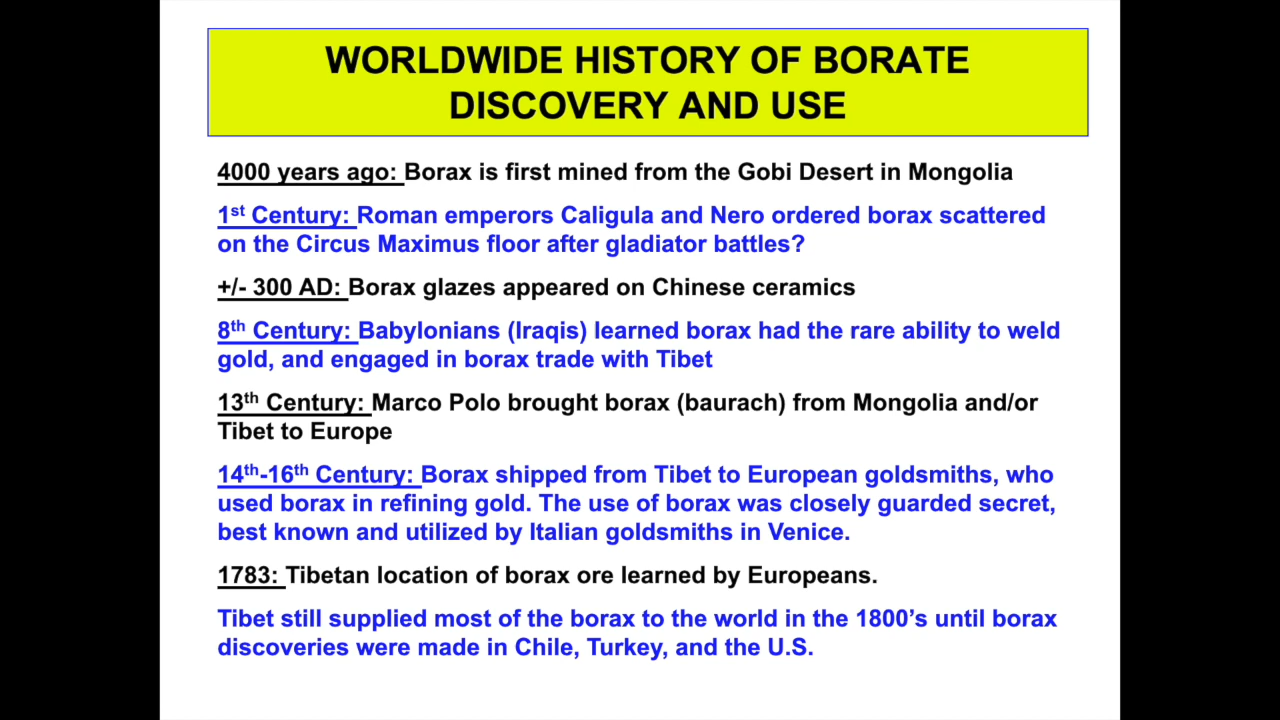 WORLDWIDE HISTORY OF BORATE
DISCOVERY AND USE
4000 years ago: Borax is first mined from the Gobi Desert in Mongolia
1st Century: Roman emperors Caligula and Nero ordered borax scattered
on the Circus Maximus floor after gladiator battles?
+/- 300 AD: Borax glazes appeared on Chinese ceramics
8th Century: Babylonians (Iraqis) learned borax had the rare ability to weld
gold, and engaged in borax trade with Tibet
13th Century: Marco Polo brought borax (baurach) from Mongolia and/or
Tibet to Europe
14th-16th Century: Borax shipped from Tibet to European goldsmiths, who
used borax in refining gold. The use of borax was closely guarded secret,
best known and utilized by Italian goldsmiths in Venice.
1783: Tibetan location of borax ore learned by Europeans.
Tibet still supplied most of the borax to the world in the 1800’s until borax
discoveries were made in Chile, Turkey, and the U.S.